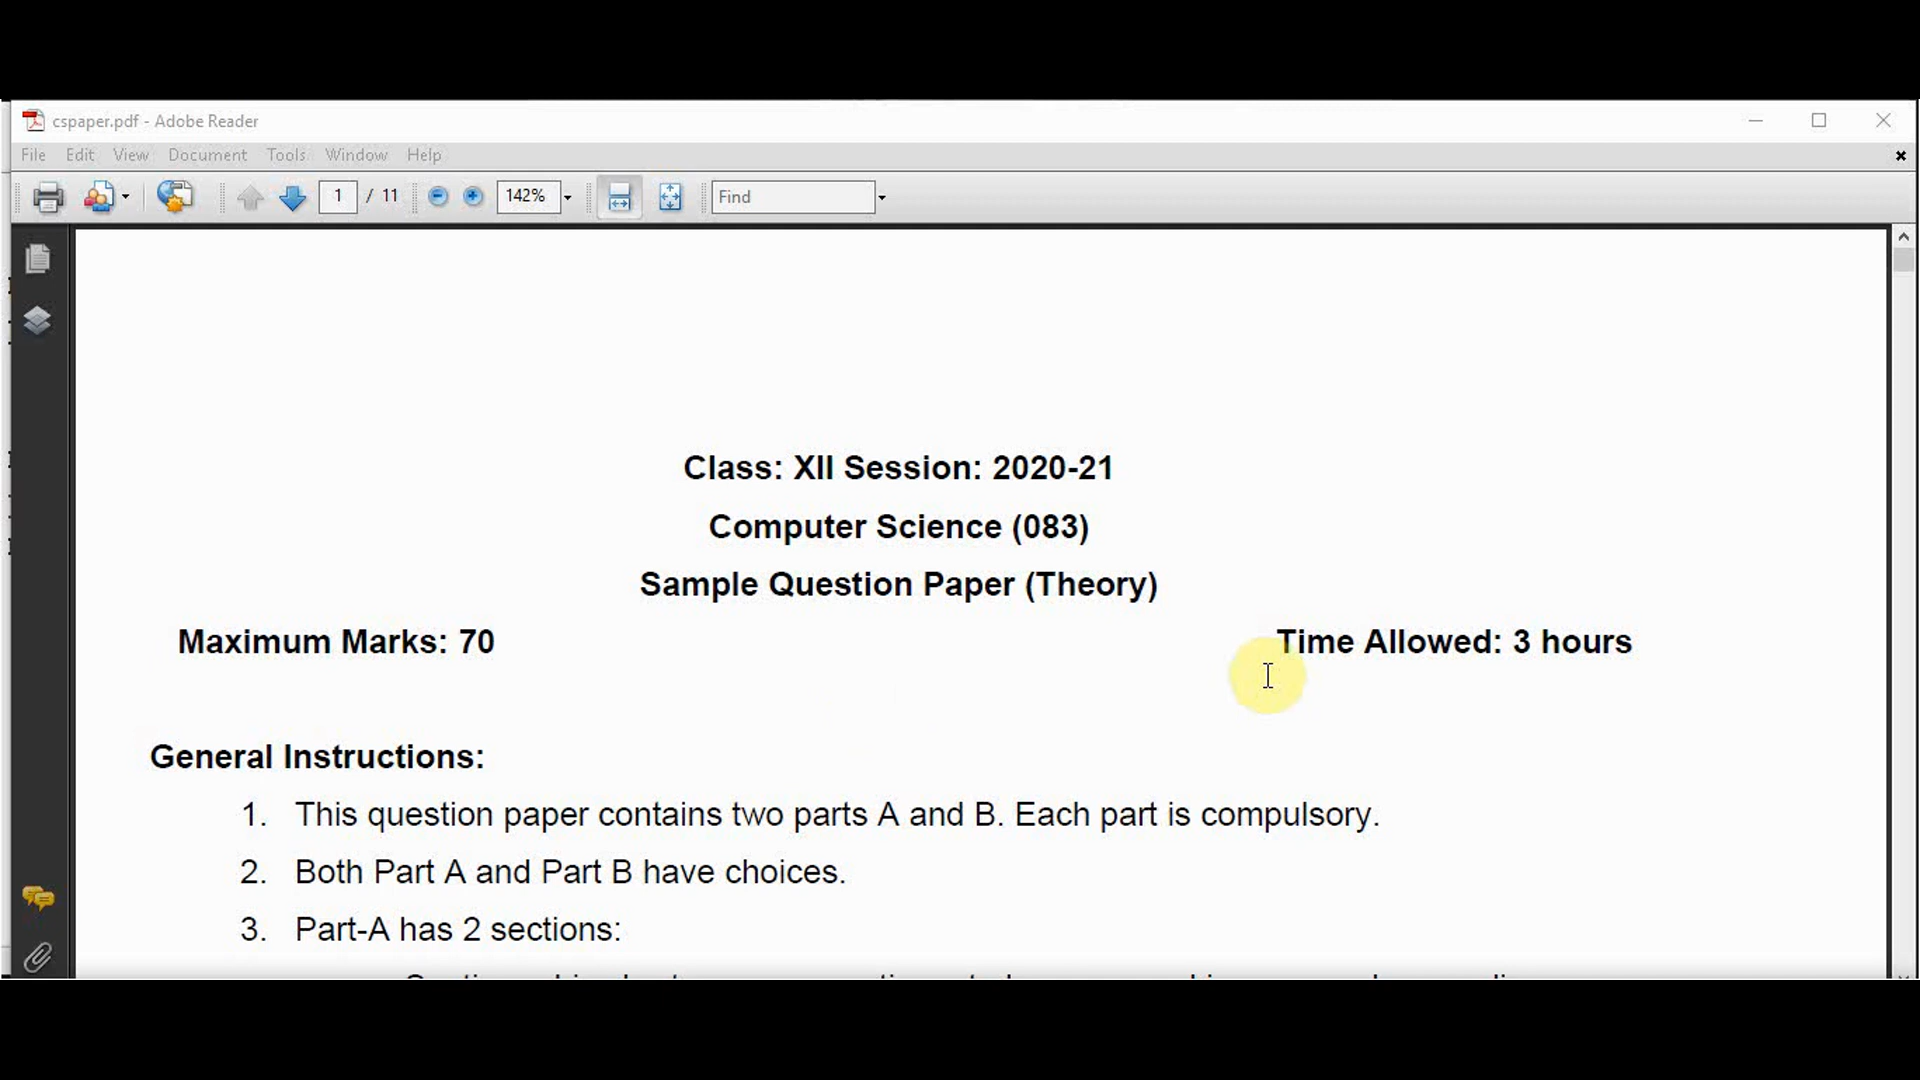 cspaper.pdf - Adobe Reader
File Edit View Document Tools Window Help
1 / 11 142% Find
Class: XII Session: 2020-21
Computer Science (083)
Sample Question Paper (Theory)
Maximum Marks: 70 Time Allowed: 3 hours
General Instructions:
1. This question paper contains two parts A and B. Each part is compulsory.
2. Both Part A and Part B have choices.
3. Part-A has 2 sections: